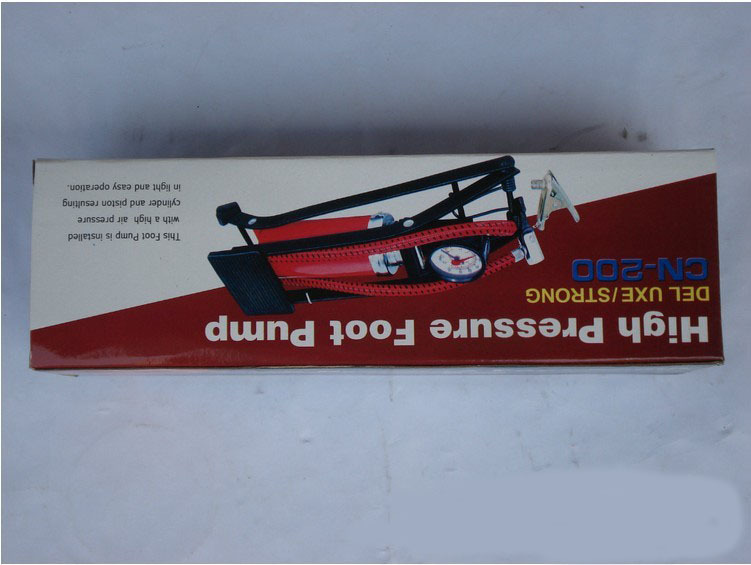 High Pressure Foot Pump
DEL UXE/STRONG
CN-200
This Foot Pump is installed
with a high air pressure
cylinder and piston resulting
in light and easy operation.